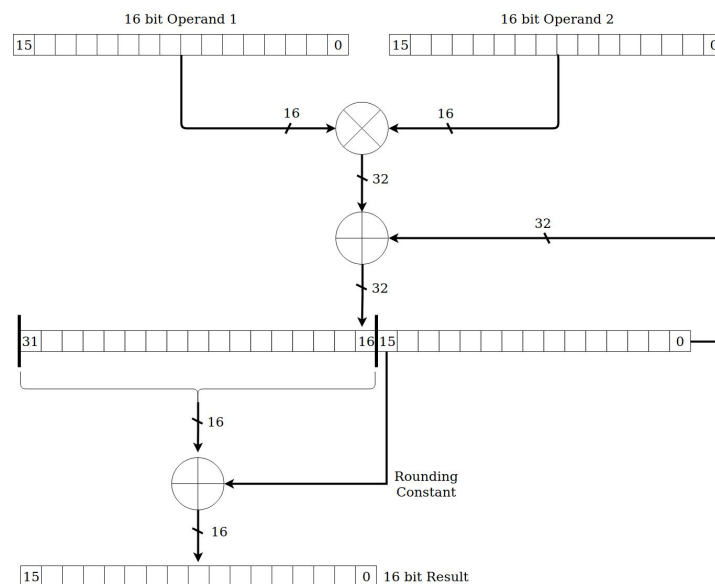 16 bit Operand 1
16 bit Operand 2
15 0
15 0
16
16
32
32
32
31 16 15 0
16
Rounding
Constant
16
15 0 16 bit Result